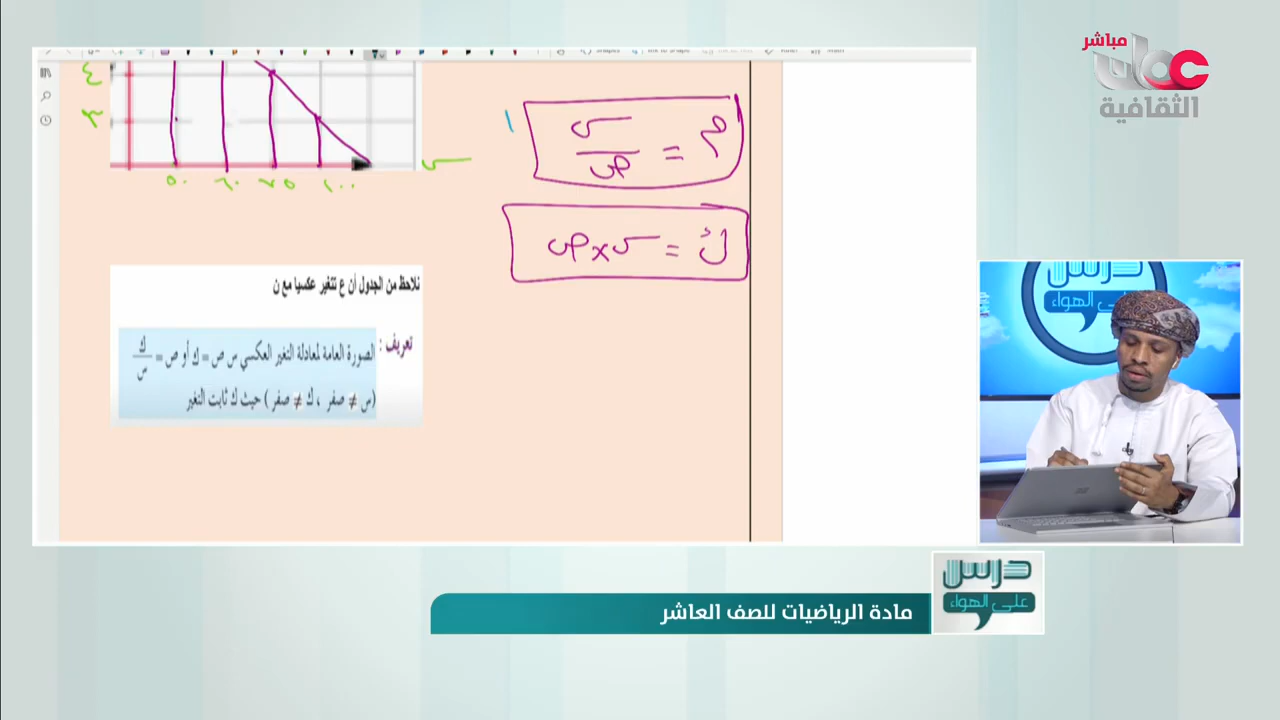 مباشر
عمان
الثقافية
٤
٣
٥٠ ٦٠ ٧٥ ١٠٠
س
م = س / ص
ك = س × ص
نلاحظ من الجدول أن ع تتغير عكسيا مع ن
تعريف : الصورة العامة لمعادلة التغير العكسي س ص = ك أو ص = ك / س
(س ≠ صفر ، ك ≠ صفر) حيث ك ثابت التغير
درس
على الهواء
درس
على الهواء
مادة الرياضيات للصف العاشر